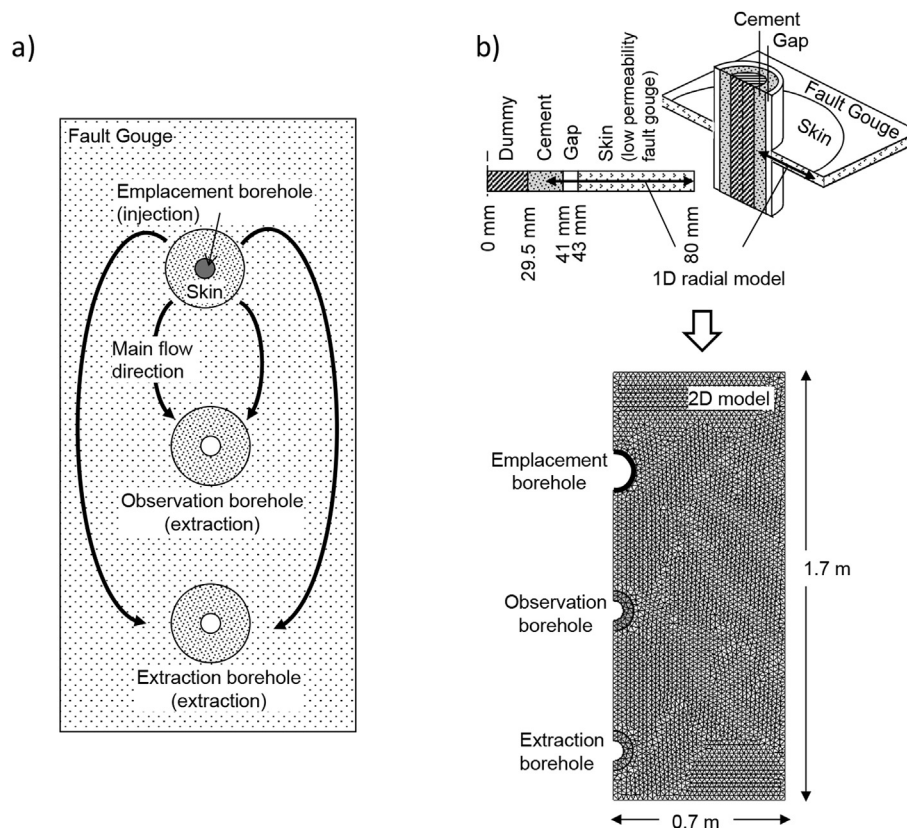 a)
Fault Gouge
Emplacement borehole
(injection)
Skin
Main flow
direction
Observation borehole
(extraction)
Extraction borehole
(extraction)
b)
Cement
Gap
Fault Gouge
Skin
Dummy
Cement
Gap
Skin
(low permeability
fault gouge)
0 mm
29.5 mm
41 mm
43 mm
80 mm
1D radial model
2D model
Emplacement
borehole
Observation
borehole
Extraction
borehole
1.7 m
0.7 m